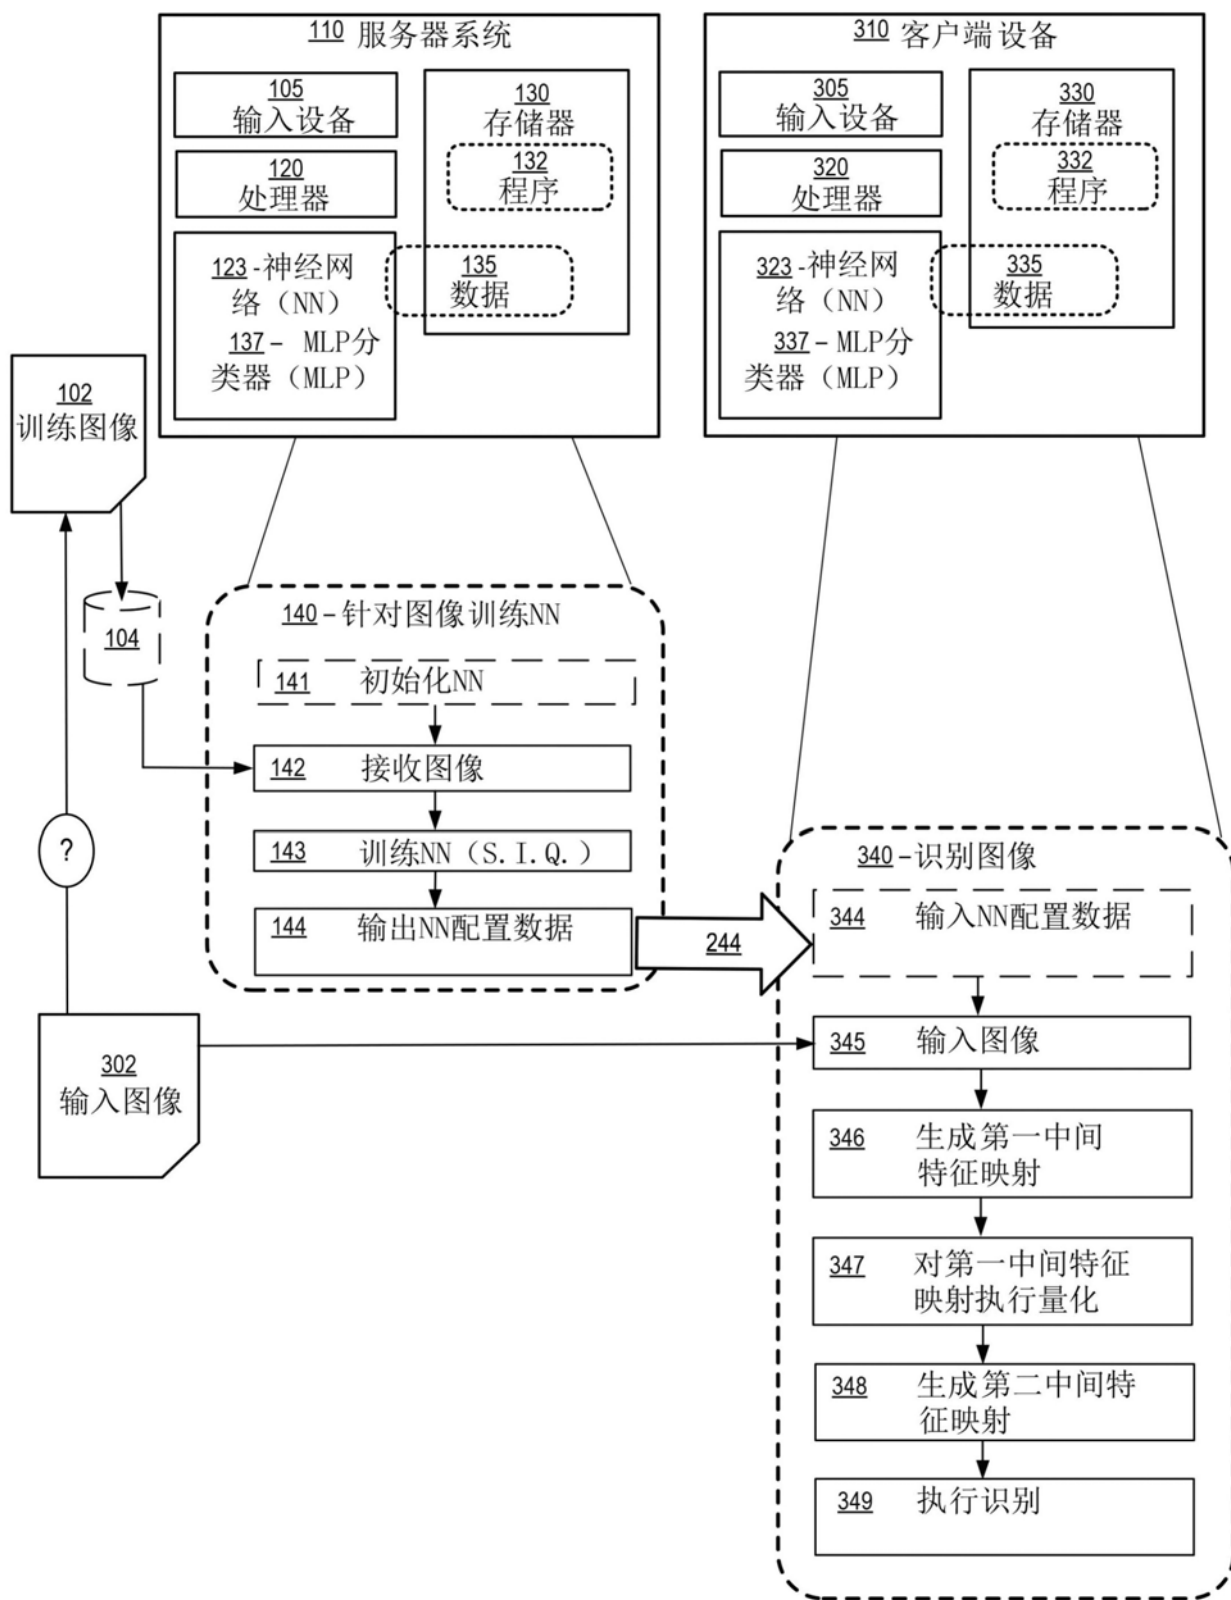 110 服务器系统
105
输入设备
120
处理器
123-神经网
络（NN）
137- MLP分
类器（MLP）
130
存储器
132
程序
135
数据
310 客户端设备
305
输入设备
320
处理器
323-神经网
络（NN）
337-MLP分
类器（MLP）
330
存储器
332
程序
335
数据
102
训练图像
104
?
302
输入图像
140-针对图像训练NN
141 初始化NN
142 接收图像
143 训练NN（S.I.Q.）
144 输出NN配置数据
244
340-识别图像
344 输入NN配置数据
345 输入图像
346 生成第一中间
特征映射
347 对第一中间特征
映射执行量化
348 生成第二中间特
征映射
349 执行识别